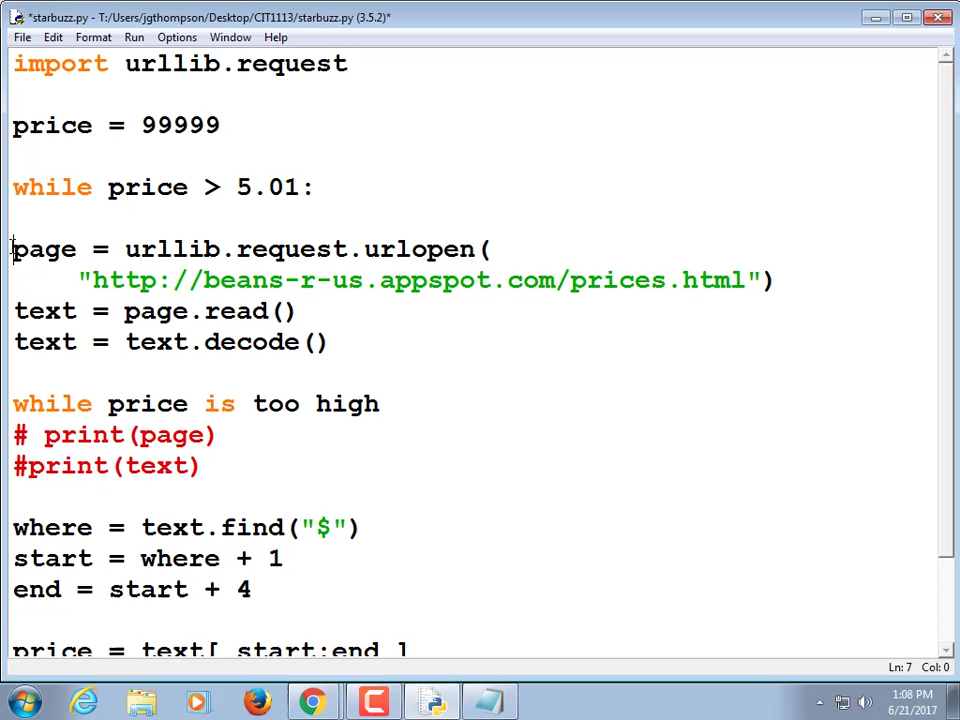 *starbuzz.py - T:/Users/jgthompson/Desktop/CIT1113/starbuzz.py (3.5.2)*
File Edit Format Run Options Window Help
import urllib.request
price = 99999
while price > 5.01:
page = urllib.request.urlopen(
"http://beans-r-us.appspot.com/prices.html")
text = page.read()
text = text.decode()
while price is too high
# print(page)
#print(text)
where = text.find("$")
start = where + 1
end = start + 4
price = text[ start:end ]
Ln: 7 Col: 0
1:08 PM
6/21/2017